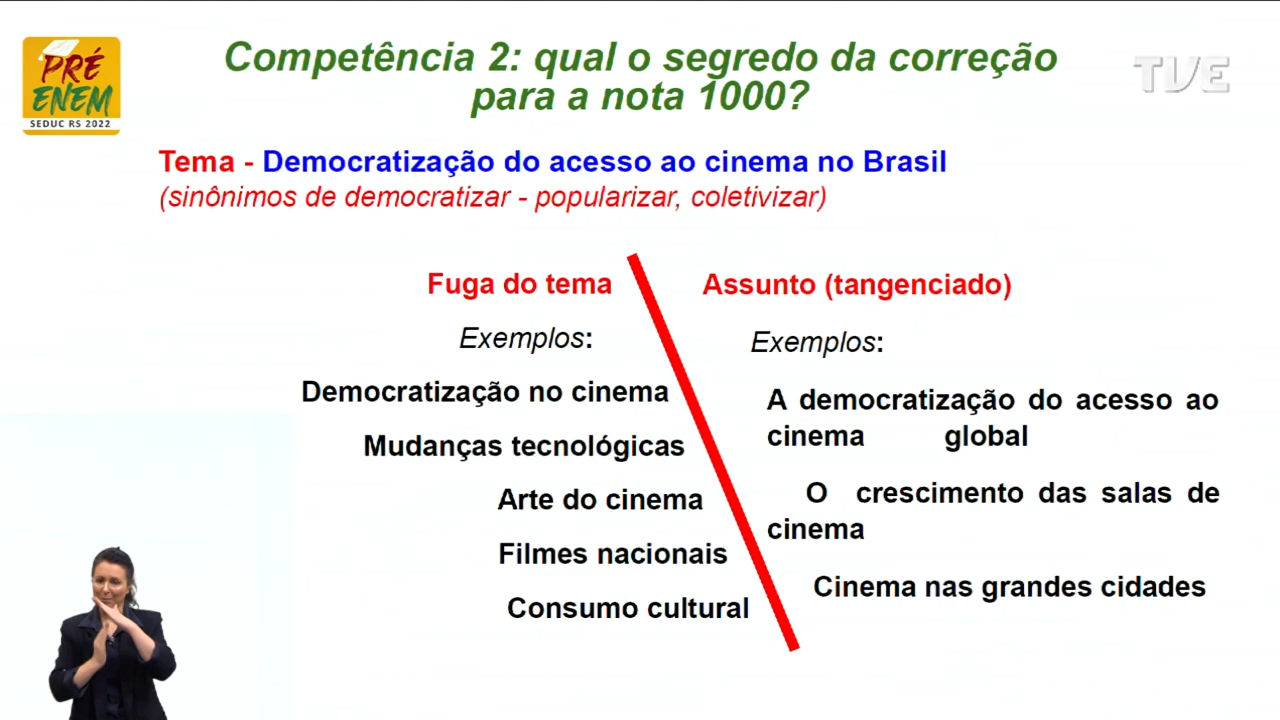 PRÉ
ENEM
SEDUC RS 2022
Competência 2: qual o segredo da correção
para a nota 1000?
TVE
Tema - Democratização do acesso ao cinema no Brasil
(sinônimos de democratizar - popularizar, coletivizar)
Fuga do tema
Exemplos:
Democratização no cinema
Mudanças tecnológicas
Arte do cinema
Filmes nacionais
Consumo cultural
Assunto (tangenciado)
Exemplos:
A democratização do acesso ao
cinema global
O crescimento das salas de
cinema
Cinema nas grandes cidades